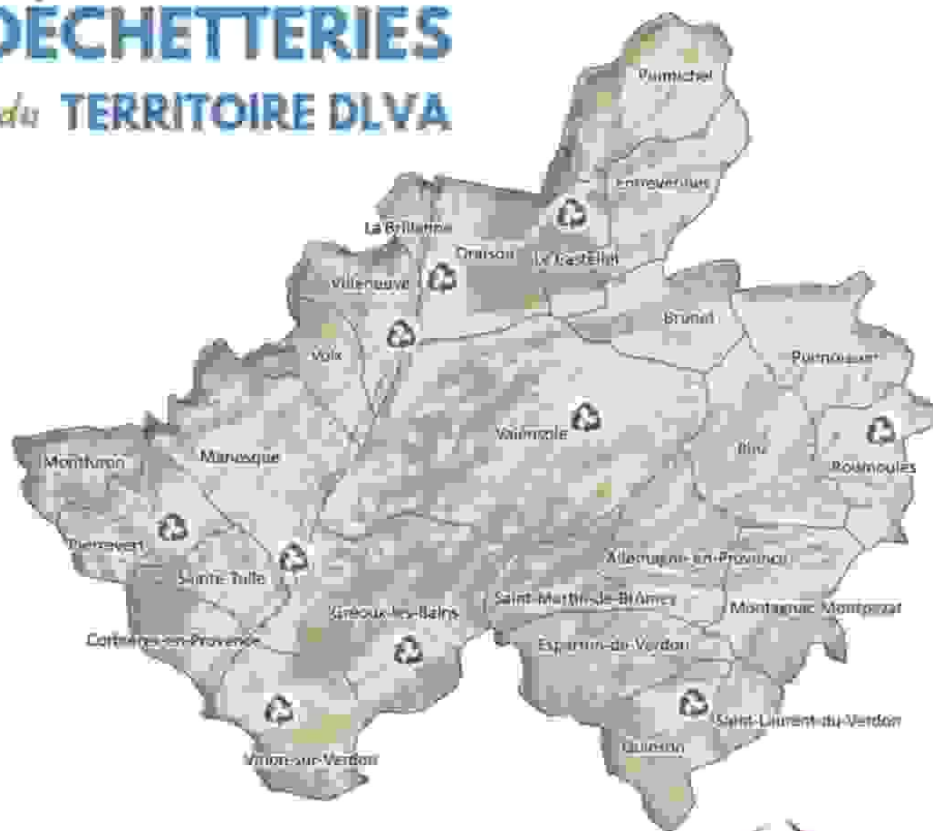 DÉCHETTERIES
du TERRITOIRE DLVA
Puimichel
Entrevennes
La Brillanne
Oraison
Le Castellet
Villeneuve
Brunet
Volx
Puimoisson
Valensole
Riez
Roumoules
Montfuron
Manosque
Pierrevert
Sainte-Tulle
Allemagne-en-Provence
Saint-Martin-de-Brômes
Montagnac Montpezat
Gréoux-les-Bains
Corbières-en-Provence
Esparron-du-Verdon
Saint-Laurent-du-Verdon
Quinson
Vinon-sur-Verdon